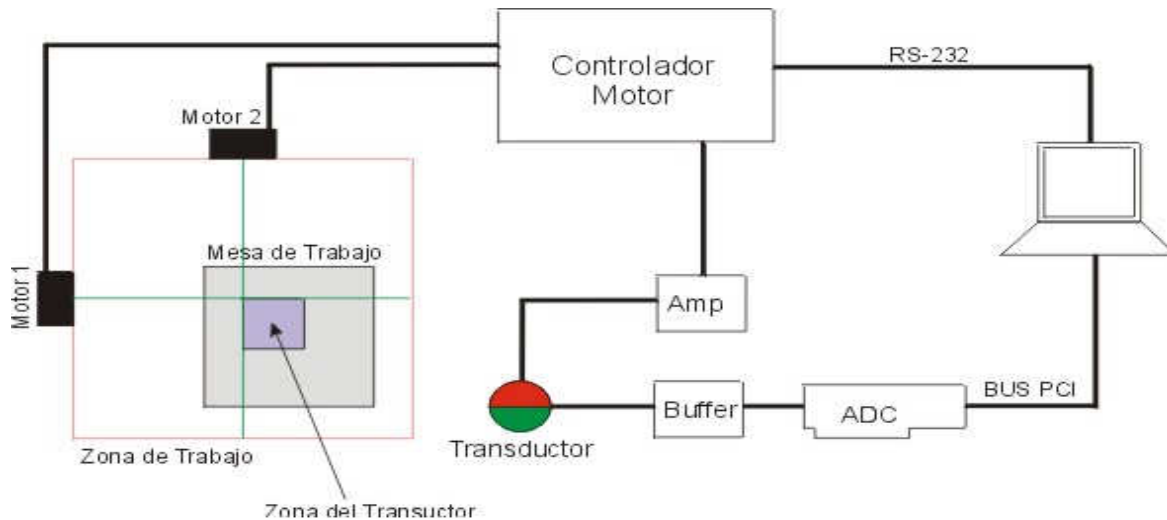 Controlador
Motor
RS-232
Motor 2
Mesa de Trabajo
Motor 1
Amp
Buffer
ADC
BUS PCI
Transductor
Zona de Trabajo
Zona del Transuctor